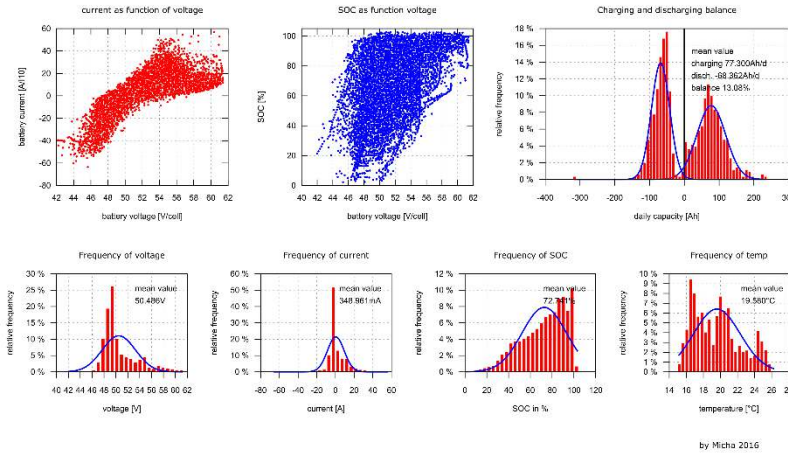 current as function of voltage
60
40
20
0
-20
-40
-60
-80
42 44 46 48 50 52 54 56 58 60 62
battery current [A/10]
battery voltage [V/cell]
SOC as function voltage
100
80
60
40
20
0
40 42 44 46 48 50 52 54 56 58 60 62
SOC [%]
battery voltage [V/cell]
Charging and discharging balance
18 %
16 %
14 %
12 %
10 %
8 %
6 %
4 %
2 %
0 %
-400 -300 -200 -100 0 100 200 300
relative frequency
mean value
charging 77.300Ah/d
disch. -68.362Ah/d
balance 13.08%
daily capacity [Ah]
Frequency of voltage
30 %
25 %
20 %
15 %
10 %
5 %
0 %
40 42 44 46 48 50 52 54 56 58 60 62
relative frequency
mean value
50.486V
voltage [V]
Frequency of current
60 %
50 %
40 %
30 %
20 %
10 %
0 %
-80 -60 -40 -20 0 20 40 60
relative frequency
mean value
348.961mA
current [A]
Frequency of SOC
12 %
10 %
8 %
6 %
4 %
2 %
0 %
0 20 40 60 80 100 120
relative frequency
mean value
72.741%
SOC in %
Frequency of temp
10 %
9 %
8 %
7 %
6 %
5 %
4 %
3 %
2 %
1 %
0 %
14 16 18 20 22 24 26 28
relative frequency
mean value
19.580°C
temperature [°C]
by Micha 2016